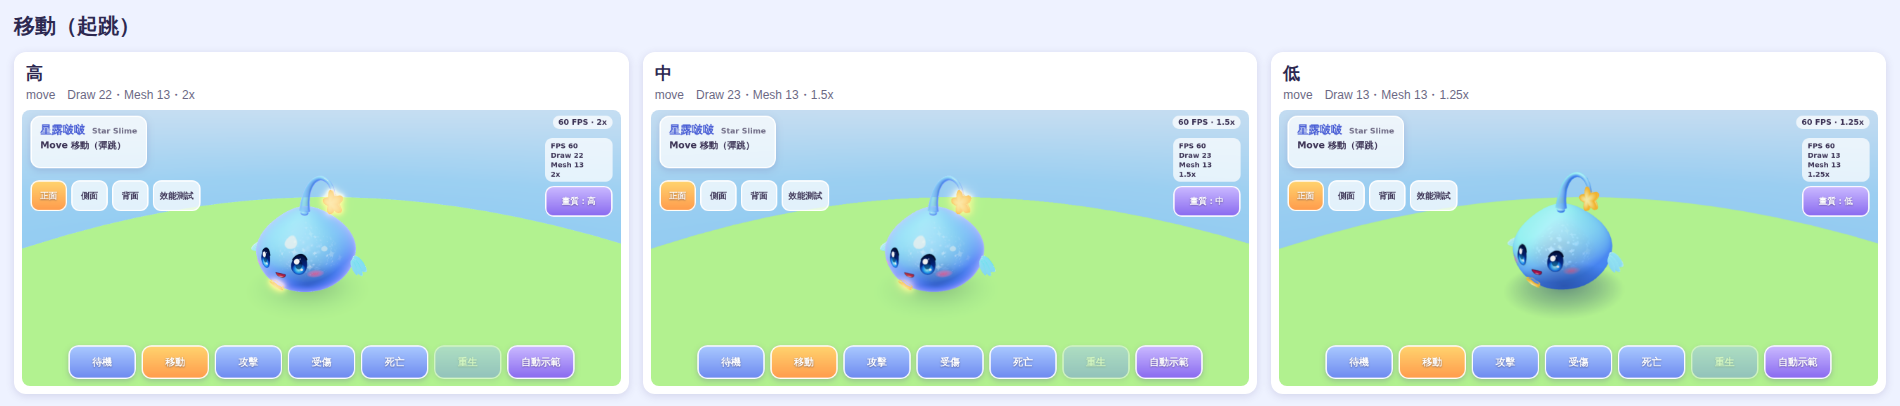 移動（起跳）
高
move Draw 22・Mesh 13・2x
星露啵啵 Star Slime
Move 移動（彈跳）
60 FPS · 2x
FPS 60
Draw 22
Mesh 13
2x
正面 側面 背面 效能測試
畫質：高
待機 移動 攻擊 受傷 死亡 重生 自動示範
中
move Draw 23・Mesh 13・1.5x
星露啵啵 Star Slime
Move 移動（彈跳）
60 FPS · 1.5x
FPS 60
Draw 23
Mesh 13
1.5x
正面 側面 背面 效能測試
畫質：中
待機 移動 攻擊 受傷 死亡 重生 自動示範
低
move Draw 13・Mesh 13・1.25x
星露啵啵 Star Slime
Move 移動（彈跳）
60 FPS · 1.25x
FPS 60
Draw 13
Mesh 13
1.25x
正面 側面 背面 效能測試
畫質：低
待機 移動 攻擊 受傷 死亡 重生 自動示範